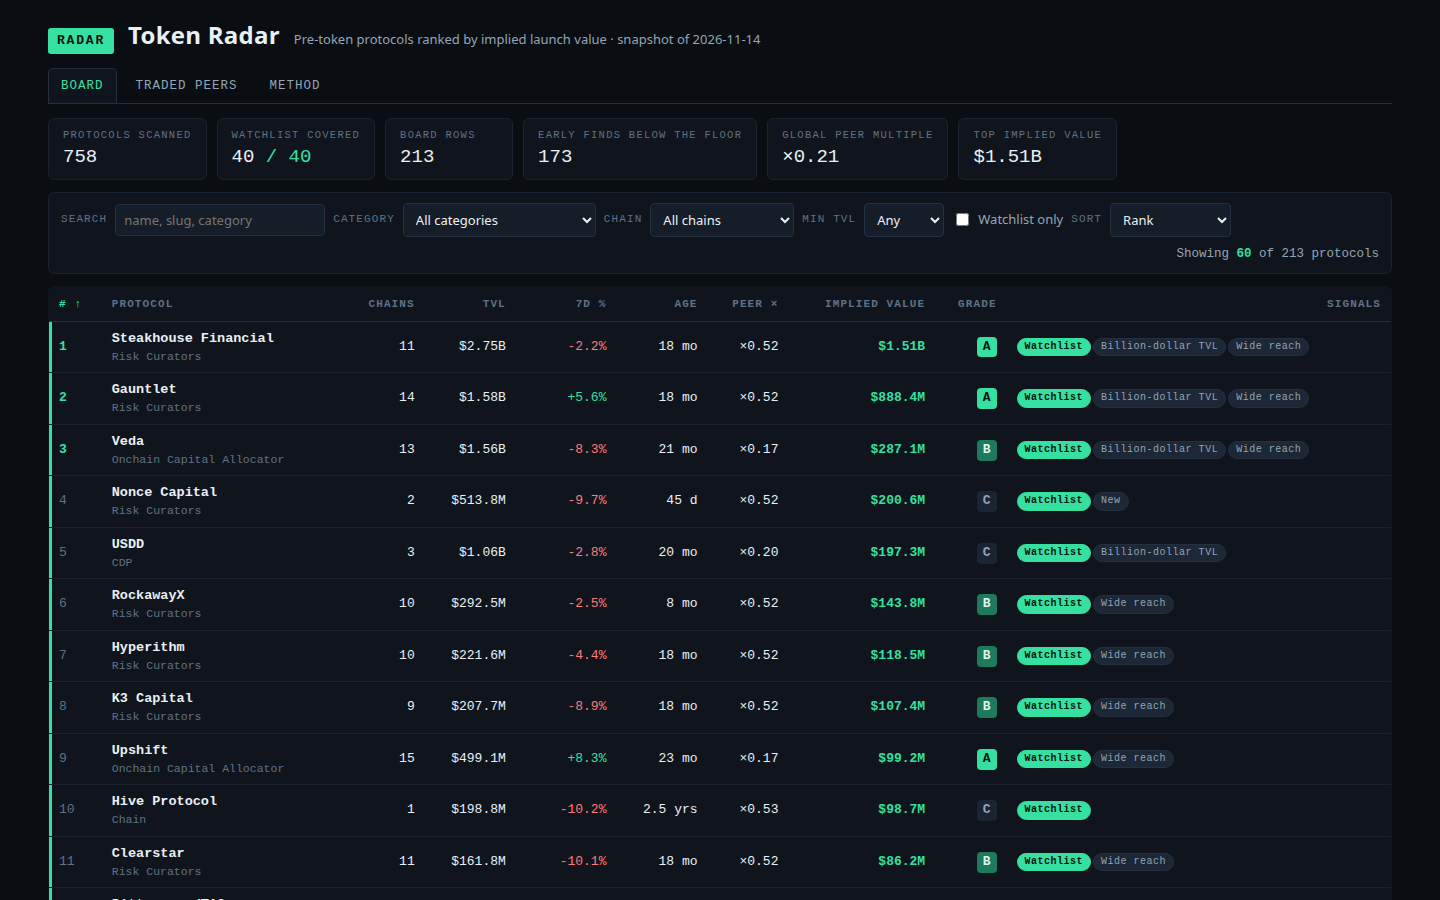 RADAR Token Radar Pre-token protocols ranked by implied launch value · snapshot of 2026-11-14
BOARD METHOD TRADED PEERS
PROTOCOLS SCANNED WATCHLIST COVERED BOARD ROWS EARLY FINDS BELOW THE FLOOR GLOBAL PEER MULTIPLE TOP IMPLIED VALUE
758 40 / 40 213 173 ×0.21 $1.51B
SEARCH name, slug, category CATEGORY All categories CHAIN All chains MIN TVL Any Watchlist only SORT Rank
Showing 60 of 213 protocols
# ↑ PROTOCOL CHAINS TVL 7D % AGE PEER × IMPLIED VALUE GRADE SIGNALS
1 Steakhouse Financial 11 $2.75B -2.2% 18 mo ×0.52 $1.51B A Watchlist Billion-dollar TVL Wide reach
Risk Curators
2 Gauntlet 14 $1.58B +5.6% 18 mo ×0.52 $888.4M A Watchlist Billion-dollar TVL Wide reach
Risk Curators
3 Veda 13 $1.56B -8.3% 21 mo ×0.17 $287.1M B Watchlist Billion-dollar TVL Wide reach
Onchain Capital Allocator
4 Nonce Capital 2 $513.8M -9.7% 45 d ×0.52 $200.6M C Watchlist New
Risk Curators
5 USDD 3 $1.06B -2.8% 20 mo ×0.20 $197.3M C Watchlist Billion-dollar TVL
CDP
6 RockawayX 10 $292.5M -2.5% 8 mo ×0.52 $143.8M B Watchlist Wide reach
Risk Curators
7 Hyperithm 10 $221.6M -4.4% 18 mo ×0.52 $118.5M B Watchlist Wide reach
Risk Curators
8 K3 Capital 9 $207.7M -8.9% 18 mo ×0.52 $107.4M B Watchlist Wide reach
Risk Curators
9 Upshift 15 $499.1M +8.3% 23 mo ×0.17 $99.2M A Watchlist Wide reach
Onchain Capital Allocator
10 Hive Protocol 1 $198.8M -10.2% 2.5 yrs ×0.53 $98.7M C Watchlist
Chain
11 Clearstar 11 $161.8M -10.1% 18 mo ×0.52 $86.2M B Watchlist Wide reach
Risk Curators